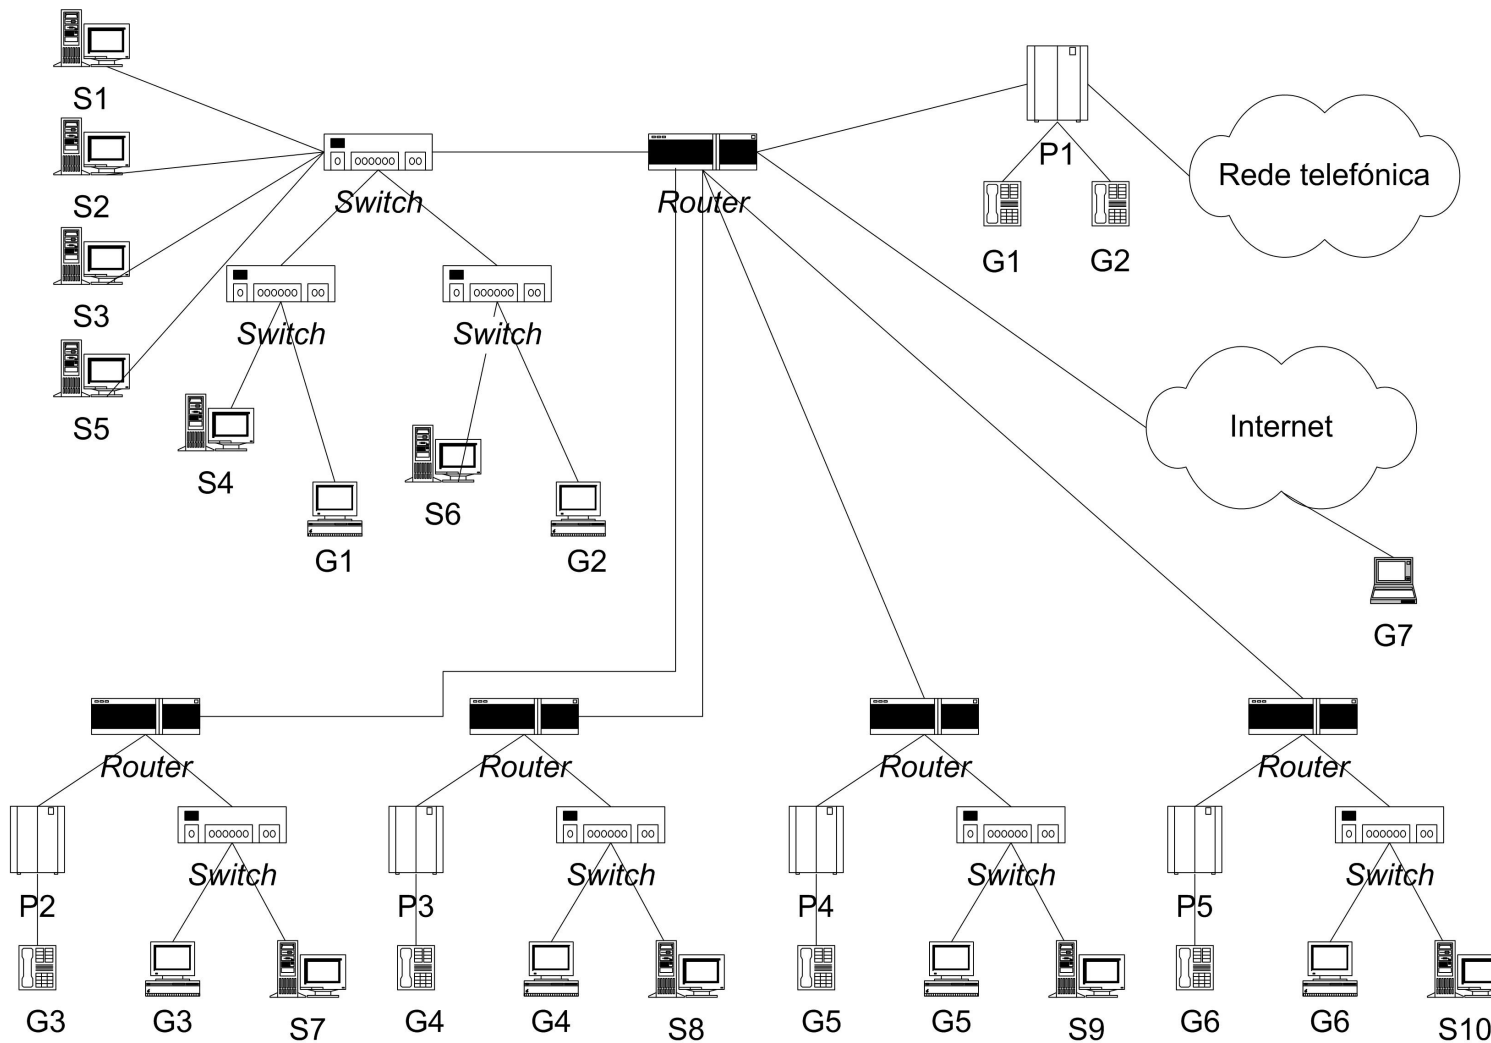 S1
S2
S3
S5
Switch
Router
P1
G1
G2
Rede telefónica
Switch
Switch
S4
S6
G1
G2
Internet
G7
Router
Router
Router
Router
P2
Switch
P3
Switch
P4
Switch
P5
Switch
G3
G3
S7
G4
G4
S8
G5
G5
S9
G6
G6
S10